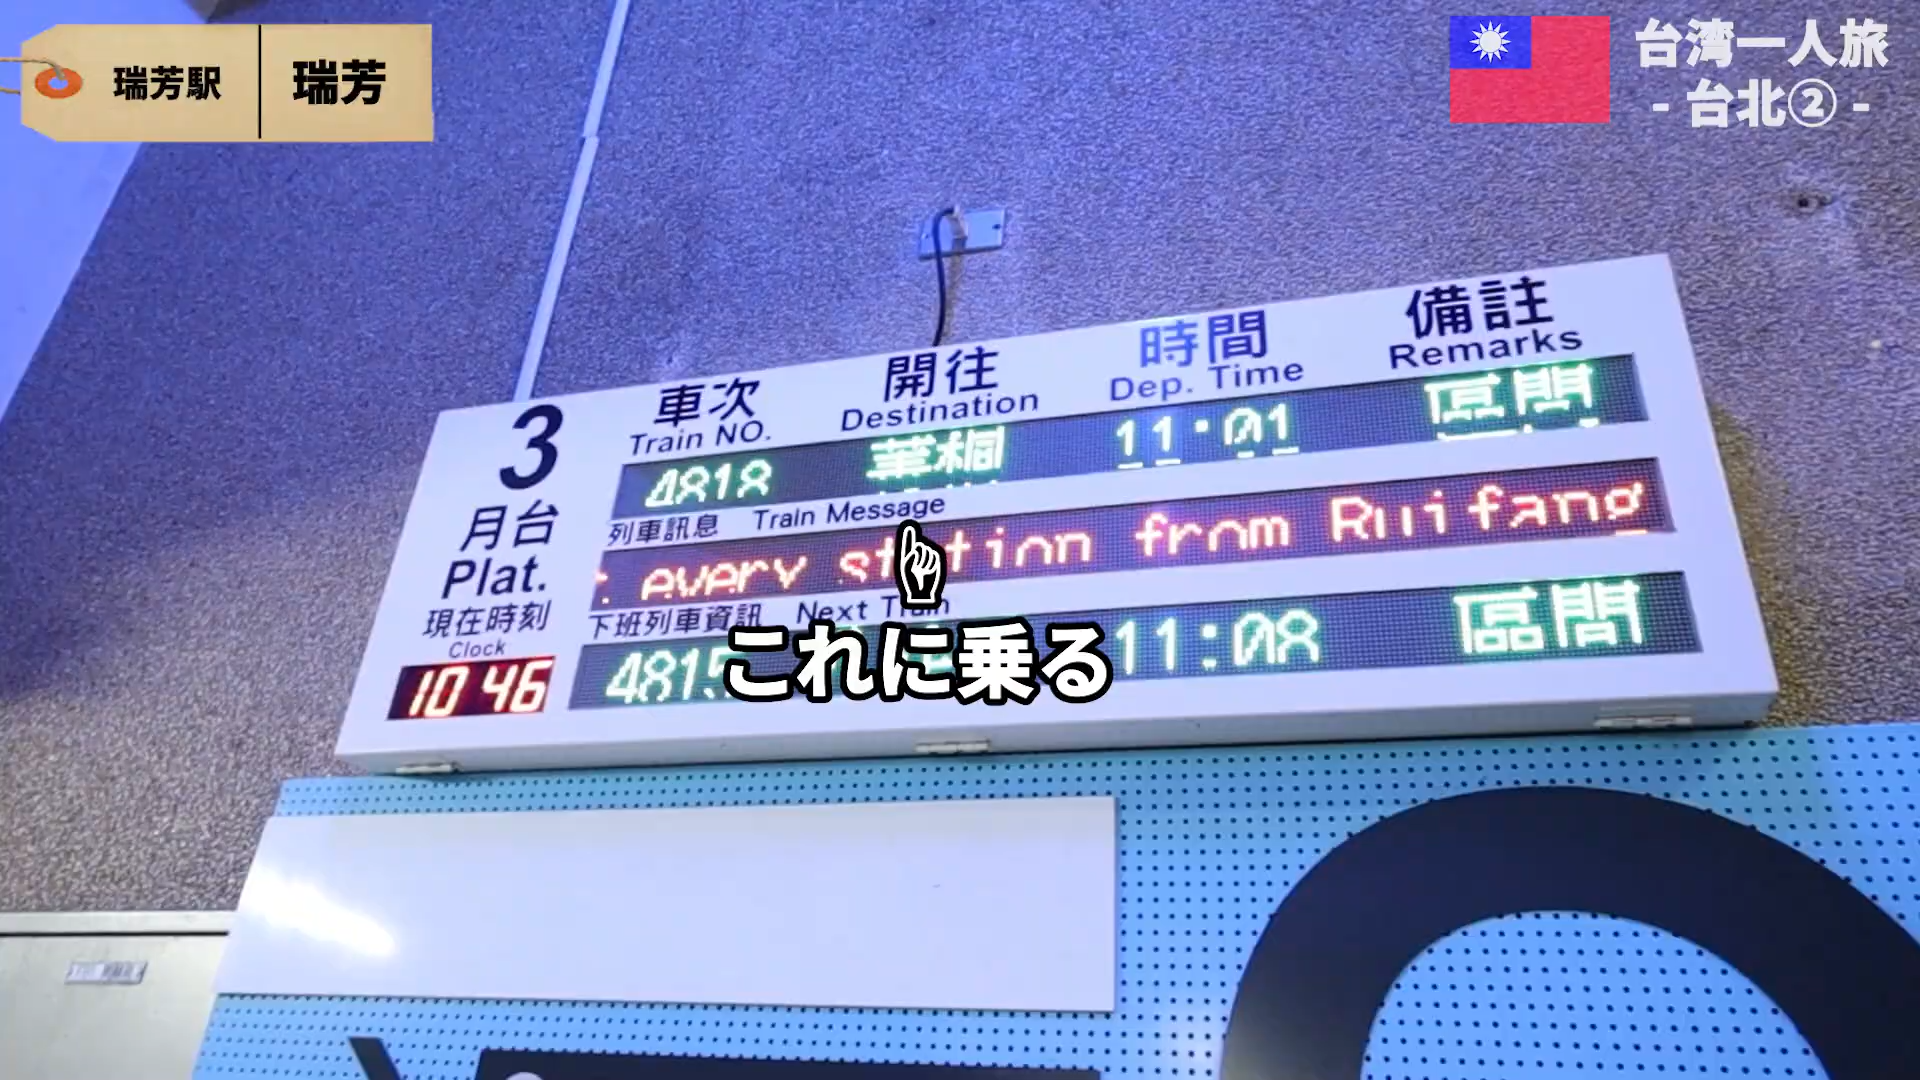 瑞芳駅 瑞芳
台湾一人旅
- 台北② -
3
月台
Plat.
現在時刻
Clock
10 46
車次 開往 時間 備註
Train NO. Destination Dep. Time Remarks
4818 菁桐 11:01 區間
列車訊息 Train Message
every station from Ruifang
下班列車資訊 Next Train
4815 11:08 區間
これに乗る